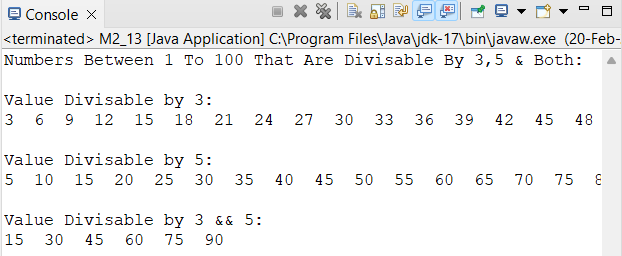 Console
<terminated> M2_13 [Java Application] C:\Program Files\Java\jdk-17\bin\javaw.exe (20-Feb-
Numbers Between 1 To 100 That Are Divisable By 3,5 & Both:
Value Divisable by 3:
3 6 9 12 15 18 21 24 27 30 33 36 39 42 45 48
Value Divisable by 5:
5 10 15 20 25 30 35 40 45 50 55 60 65 70 75
Value Divisable by 3 && 5:
15 30 45 60 75 90